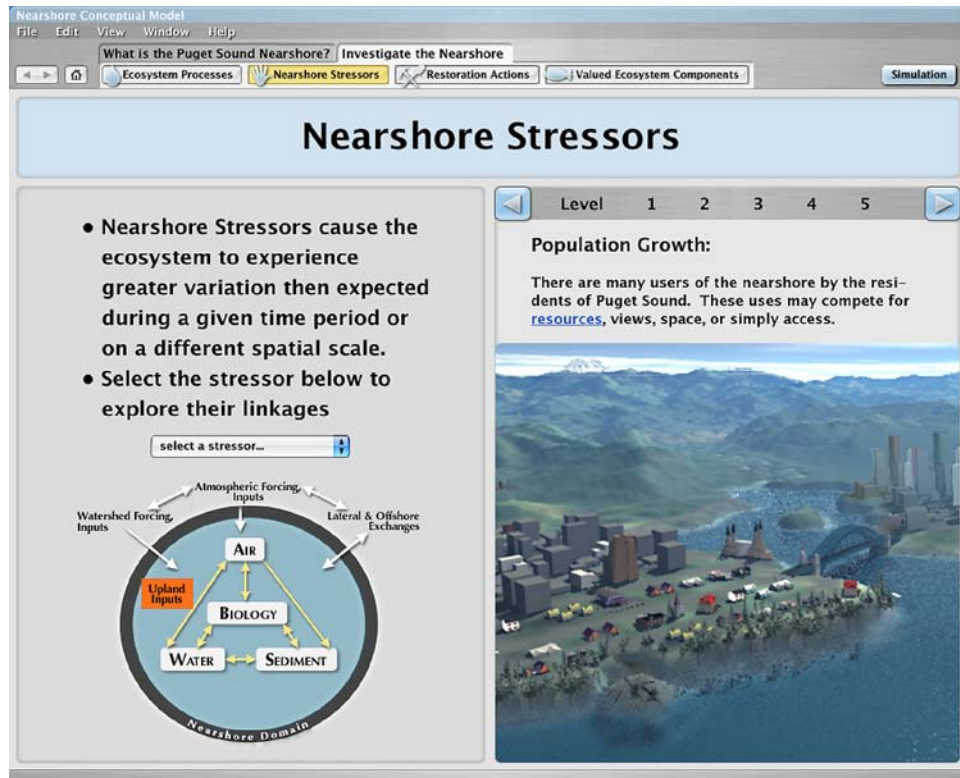 Nearshore Conceptual Model
File Edit View Window Help
What is the Puget Sound Nearshore? Investigate the Nearshore
Ecosystem Processes Nearshore Stressors Restoration Actions Valued Ecosystem Components Simulation
Nearshore Stressors
• Nearshore Stressors cause the
ecosystem to experience
greater variation then expected
during a given time period or
on a different spatial scale.
• Select the stressor below to
explore their linkages
select a stressor...
Atmospheric Forcing,
Inputs
Watershed Forcing,
Inputs
Lateral & Offshore
Exchanges
AIR
Upland
Inputs
BIOLOGY
WATER SEDIMENT
Nearshore Domain
Level 1 2 3 4 5
Population Growth:
There are many users of the nearshore by the resi-
dents of Puget Sound. These uses may compete for
resources, views, space, or simply access.